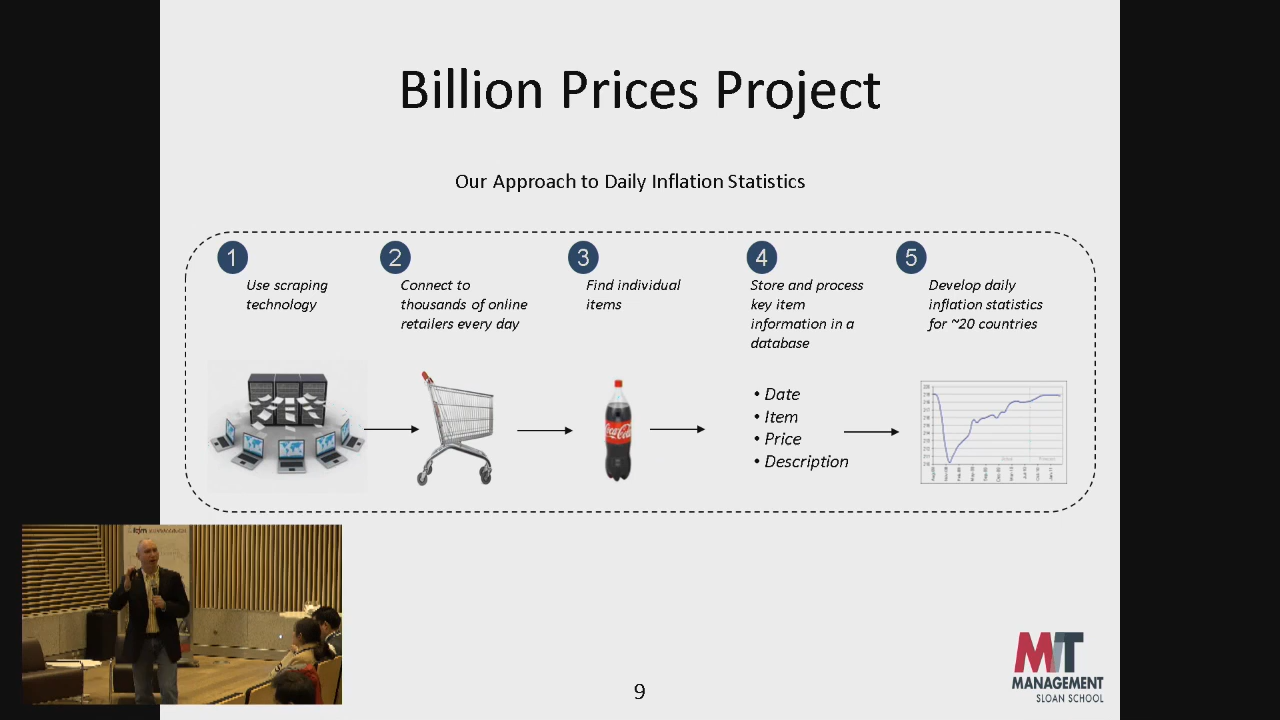 Billion Prices Project
Our Approach to Daily Inflation Statistics
1
Use scraping
technology
2
Connect to
thousands of online
retailers every day
3
Find individual
items
4
Store and process
key item
information in a
database
5
Develop daily
inflation statistics
for ~20 countries
Coca-Cola
• Date
• Item
• Price
• Description
9
MIT
MANAGEMENT
SLOAN SCHOOL